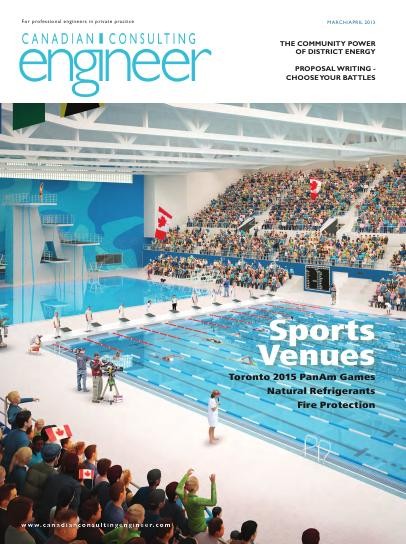 For professional engineers in private practice
MARCH/APRIL 2013
CANADIAN CONSULTING
engineer
THE COMMUNITY POWER
OF DISTRICT ENERGY
PROPOSAL WRITING -
CHOOSE YOUR BATTLES
Sports
Venues
Toronto 2015 PanAm Games
Natural Refrigerants
Fire Protection
www.canadianconsultingengineer.com